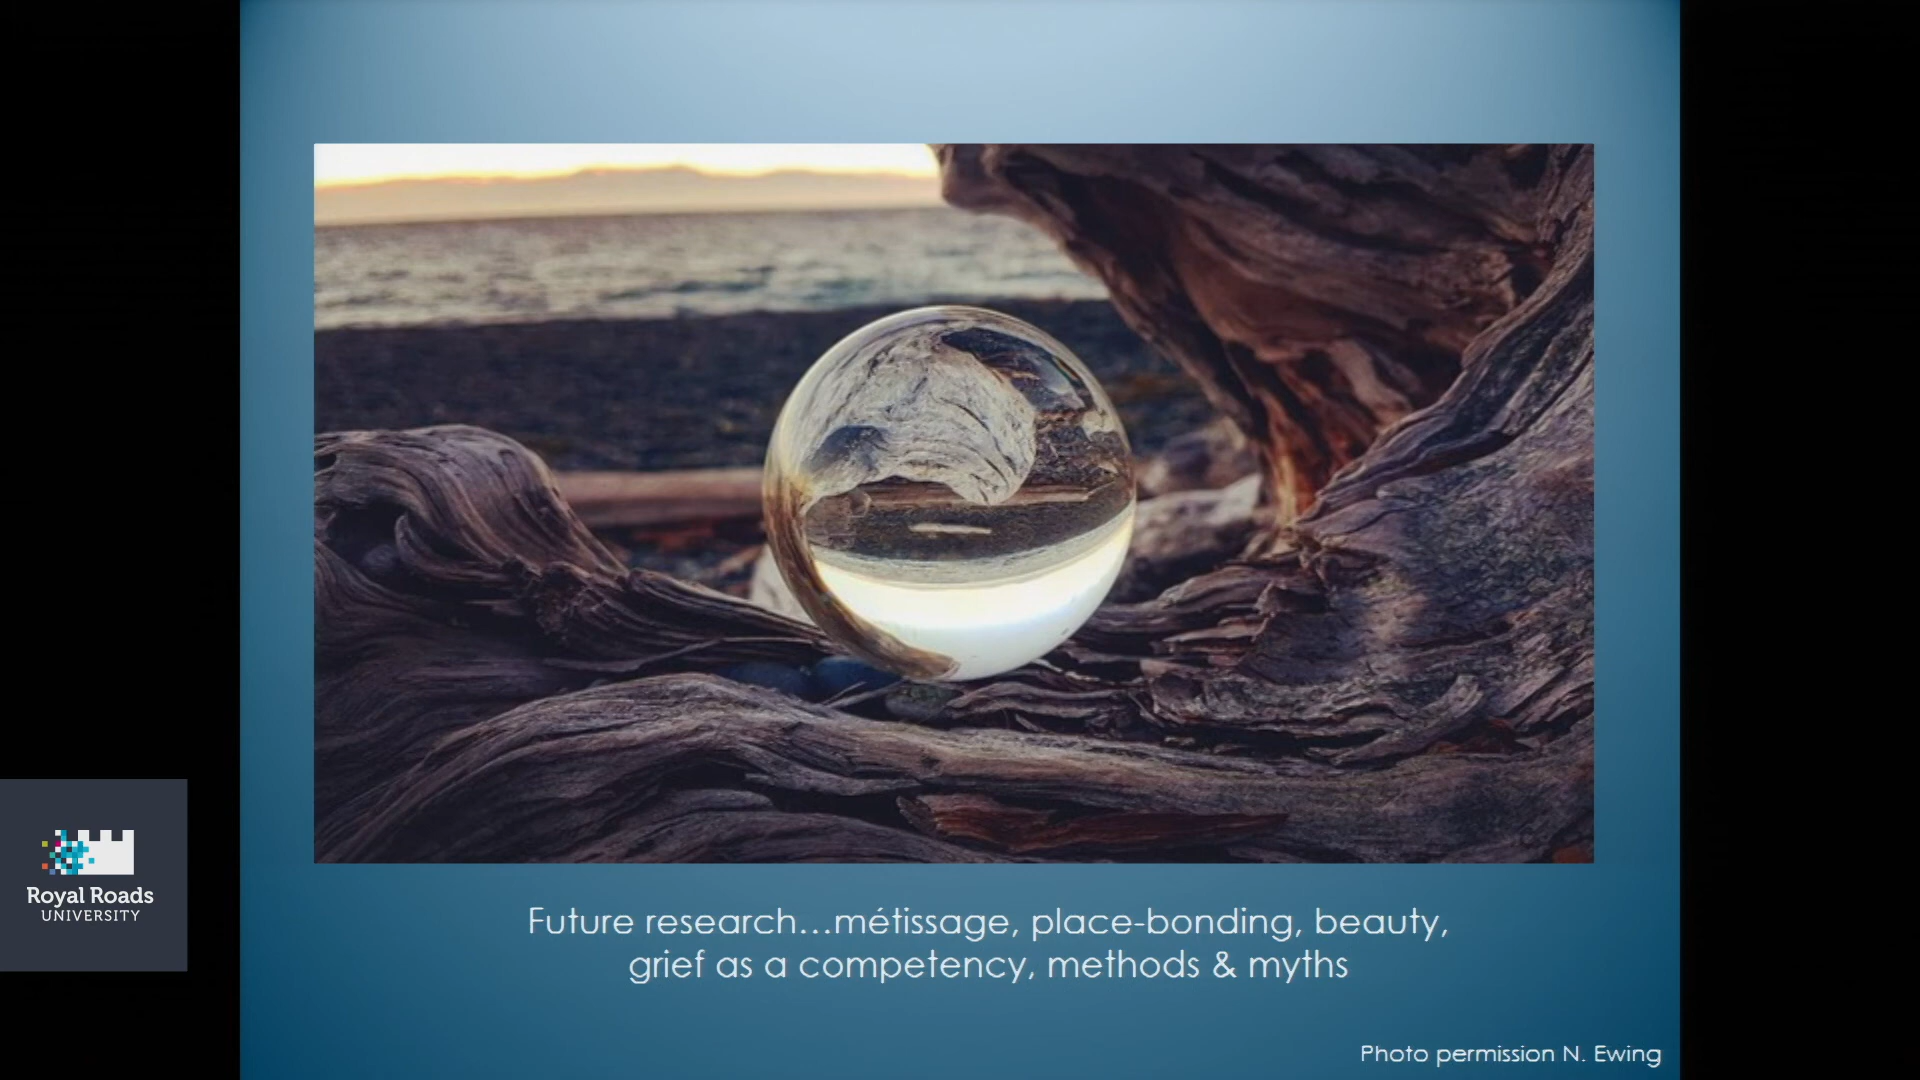 Royal Roads
UNIVERSITY
Future research...métissage, place-bonding, beauty,
grief as a competency, methods & myths
Photo permission N. Ewing